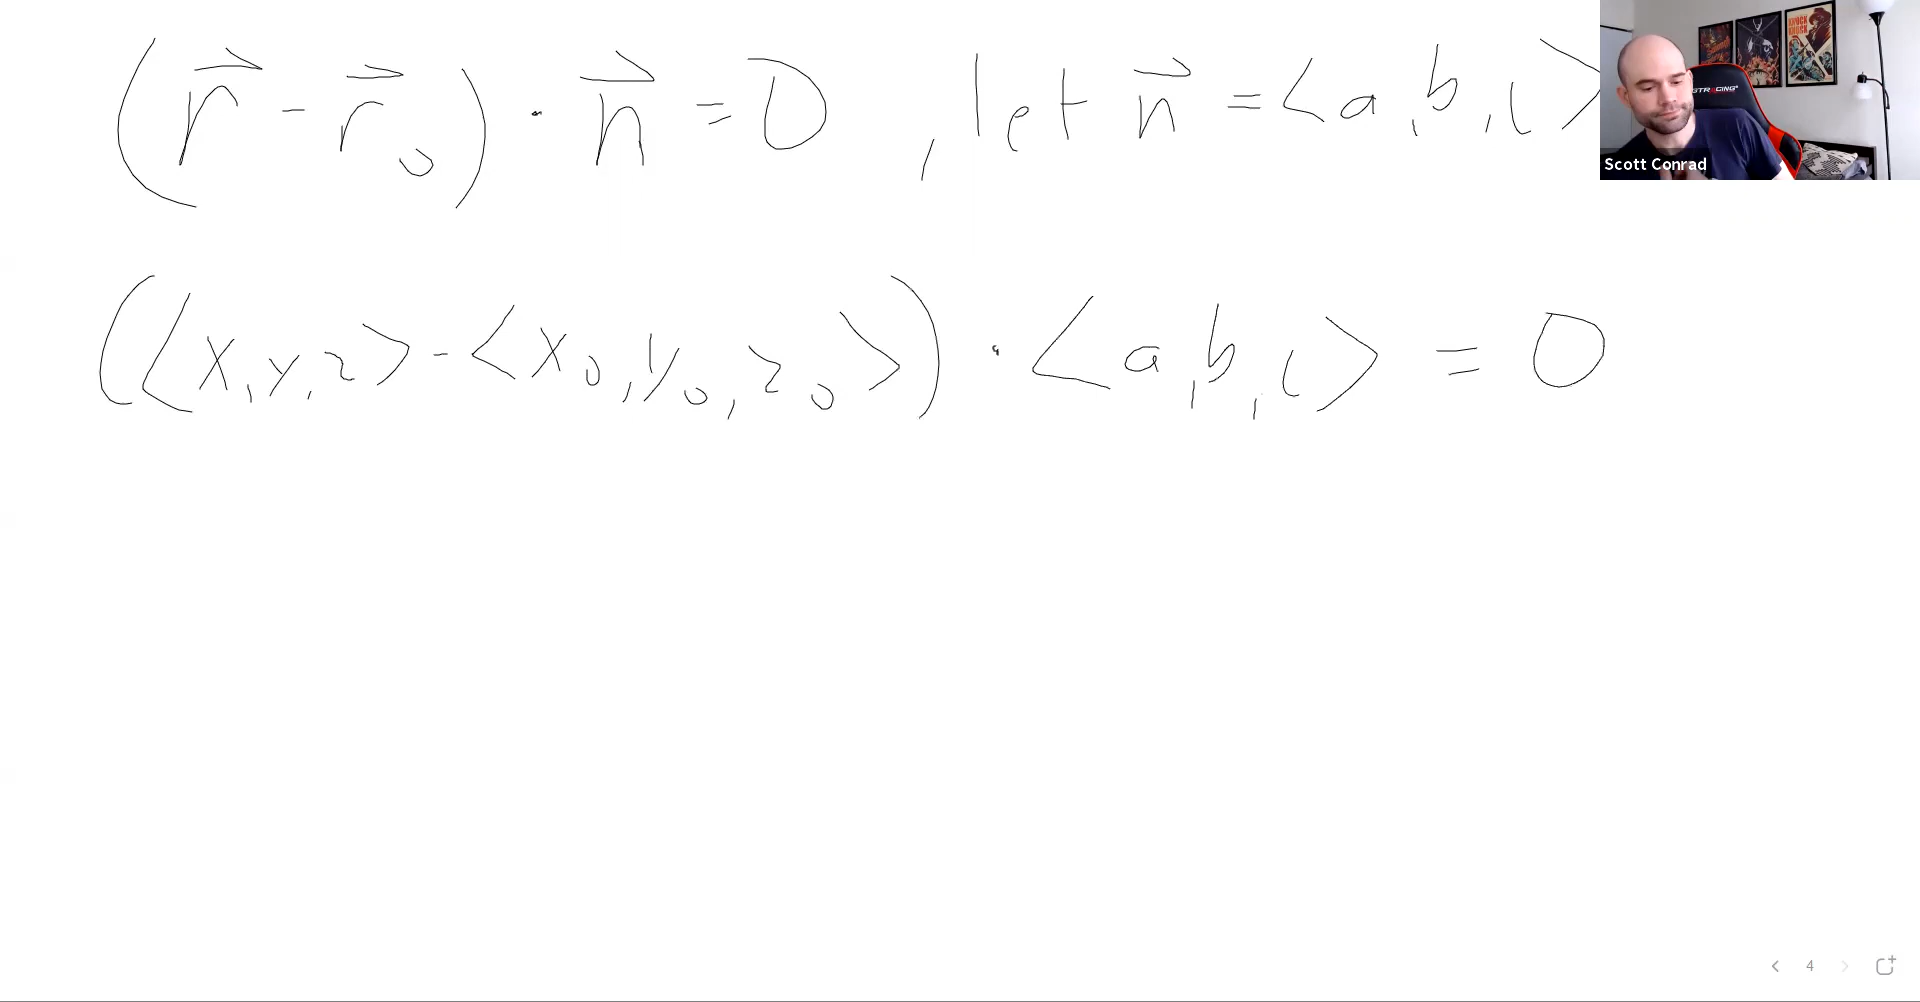 (r⃗ - r⃗₀) · n⃗ = 0 , let n⃗ = <a, b, c>
Scott Conrad
(<x, y, z> - <x₀, y₀, z₀>) · <a, b, c> = 0
4